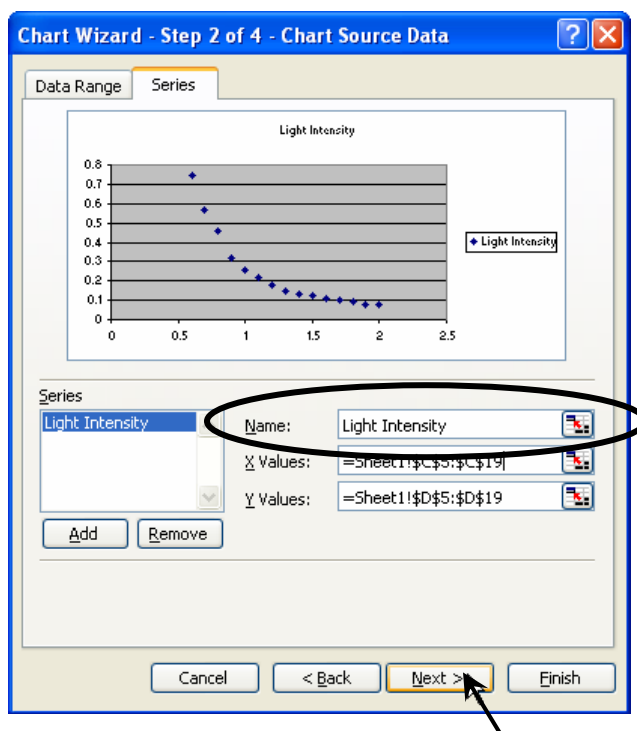 Chart Wizard - Step 2 of 4 - Chart Source Data
Data Range Series
Light Intensity
0.8
0.7
0.6
0.5
0.4
0.3
0.2
0.1
0
0 0.5 1 1.5 2 2.5
Light Intensity
Series
Light Intensity
Name: Light Intensity
X Values: =Sheet1!$C$5:$C$19
Y Values: =Sheet1!$D$5:$D$19
Add Remove
Cancel < Back Next > Finish